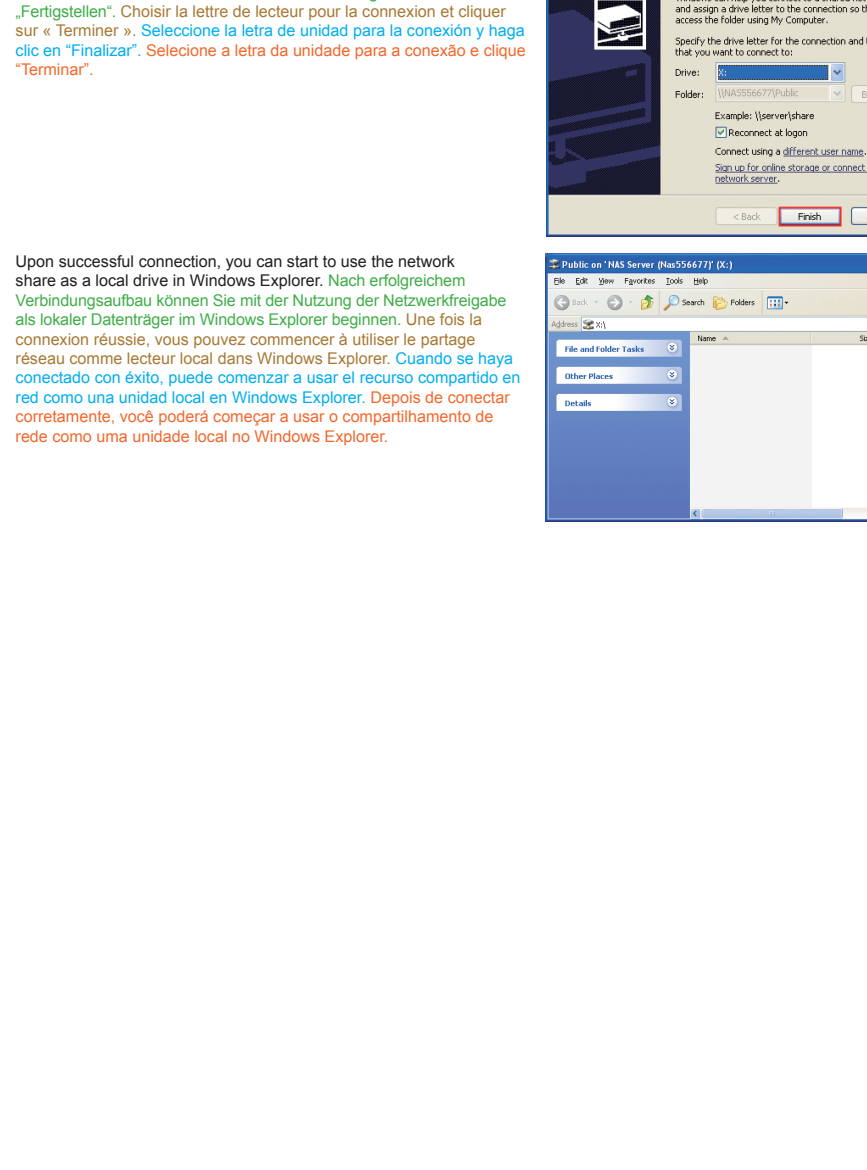 „Fertigstellen“. Choisir la lettre de lecteur pour la connexion et cliquer
sur « Terminer ». Seleccione la letra de unidad para la conexión y haga
clic en “Finalizar”. Selecione a letra da unidade para a conexão e clique
“Terminar”.
and assign a drive letter to the connection so th
access the folder using My Computer.
Specify the drive letter for the connection and
that you want to connect to:
Drive: X:
Folder: \\NAS556677\Public B
Example: \\server\share
Reconnect at logon
Connect using a different user name.
Sign up for online storage or connect
network server.
< Back Finish
Upon successful connection, you can start to use the network
share as a local drive in Windows Explorer. Nach erfolgreichem
Verbindungsaufbau können Sie mit der Nutzung der Netzwerkfreigabe
als lokaler Datenträger im Windows Explorer beginnen. Une fois la
connexion réussie, vous pouvez commencer à utiliser le partage
réseau comme lecteur local dans Windows Explorer. Cuando se haya
conectado con éxito, puede comenzar a usar el recurso compartido en
red como una unidad local en Windows Explorer. Depois de conectar
corretamente, você poderá começar a usar o compartilhamento de
rede como uma unidade local no Windows Explorer.
Public on 'NAS Server (Nas556677)' (X:)
File Edit View Favorites Tools Help
Back Search Folders
Address X:\
Name Siz
File and Folder Tasks
Other Places
Details